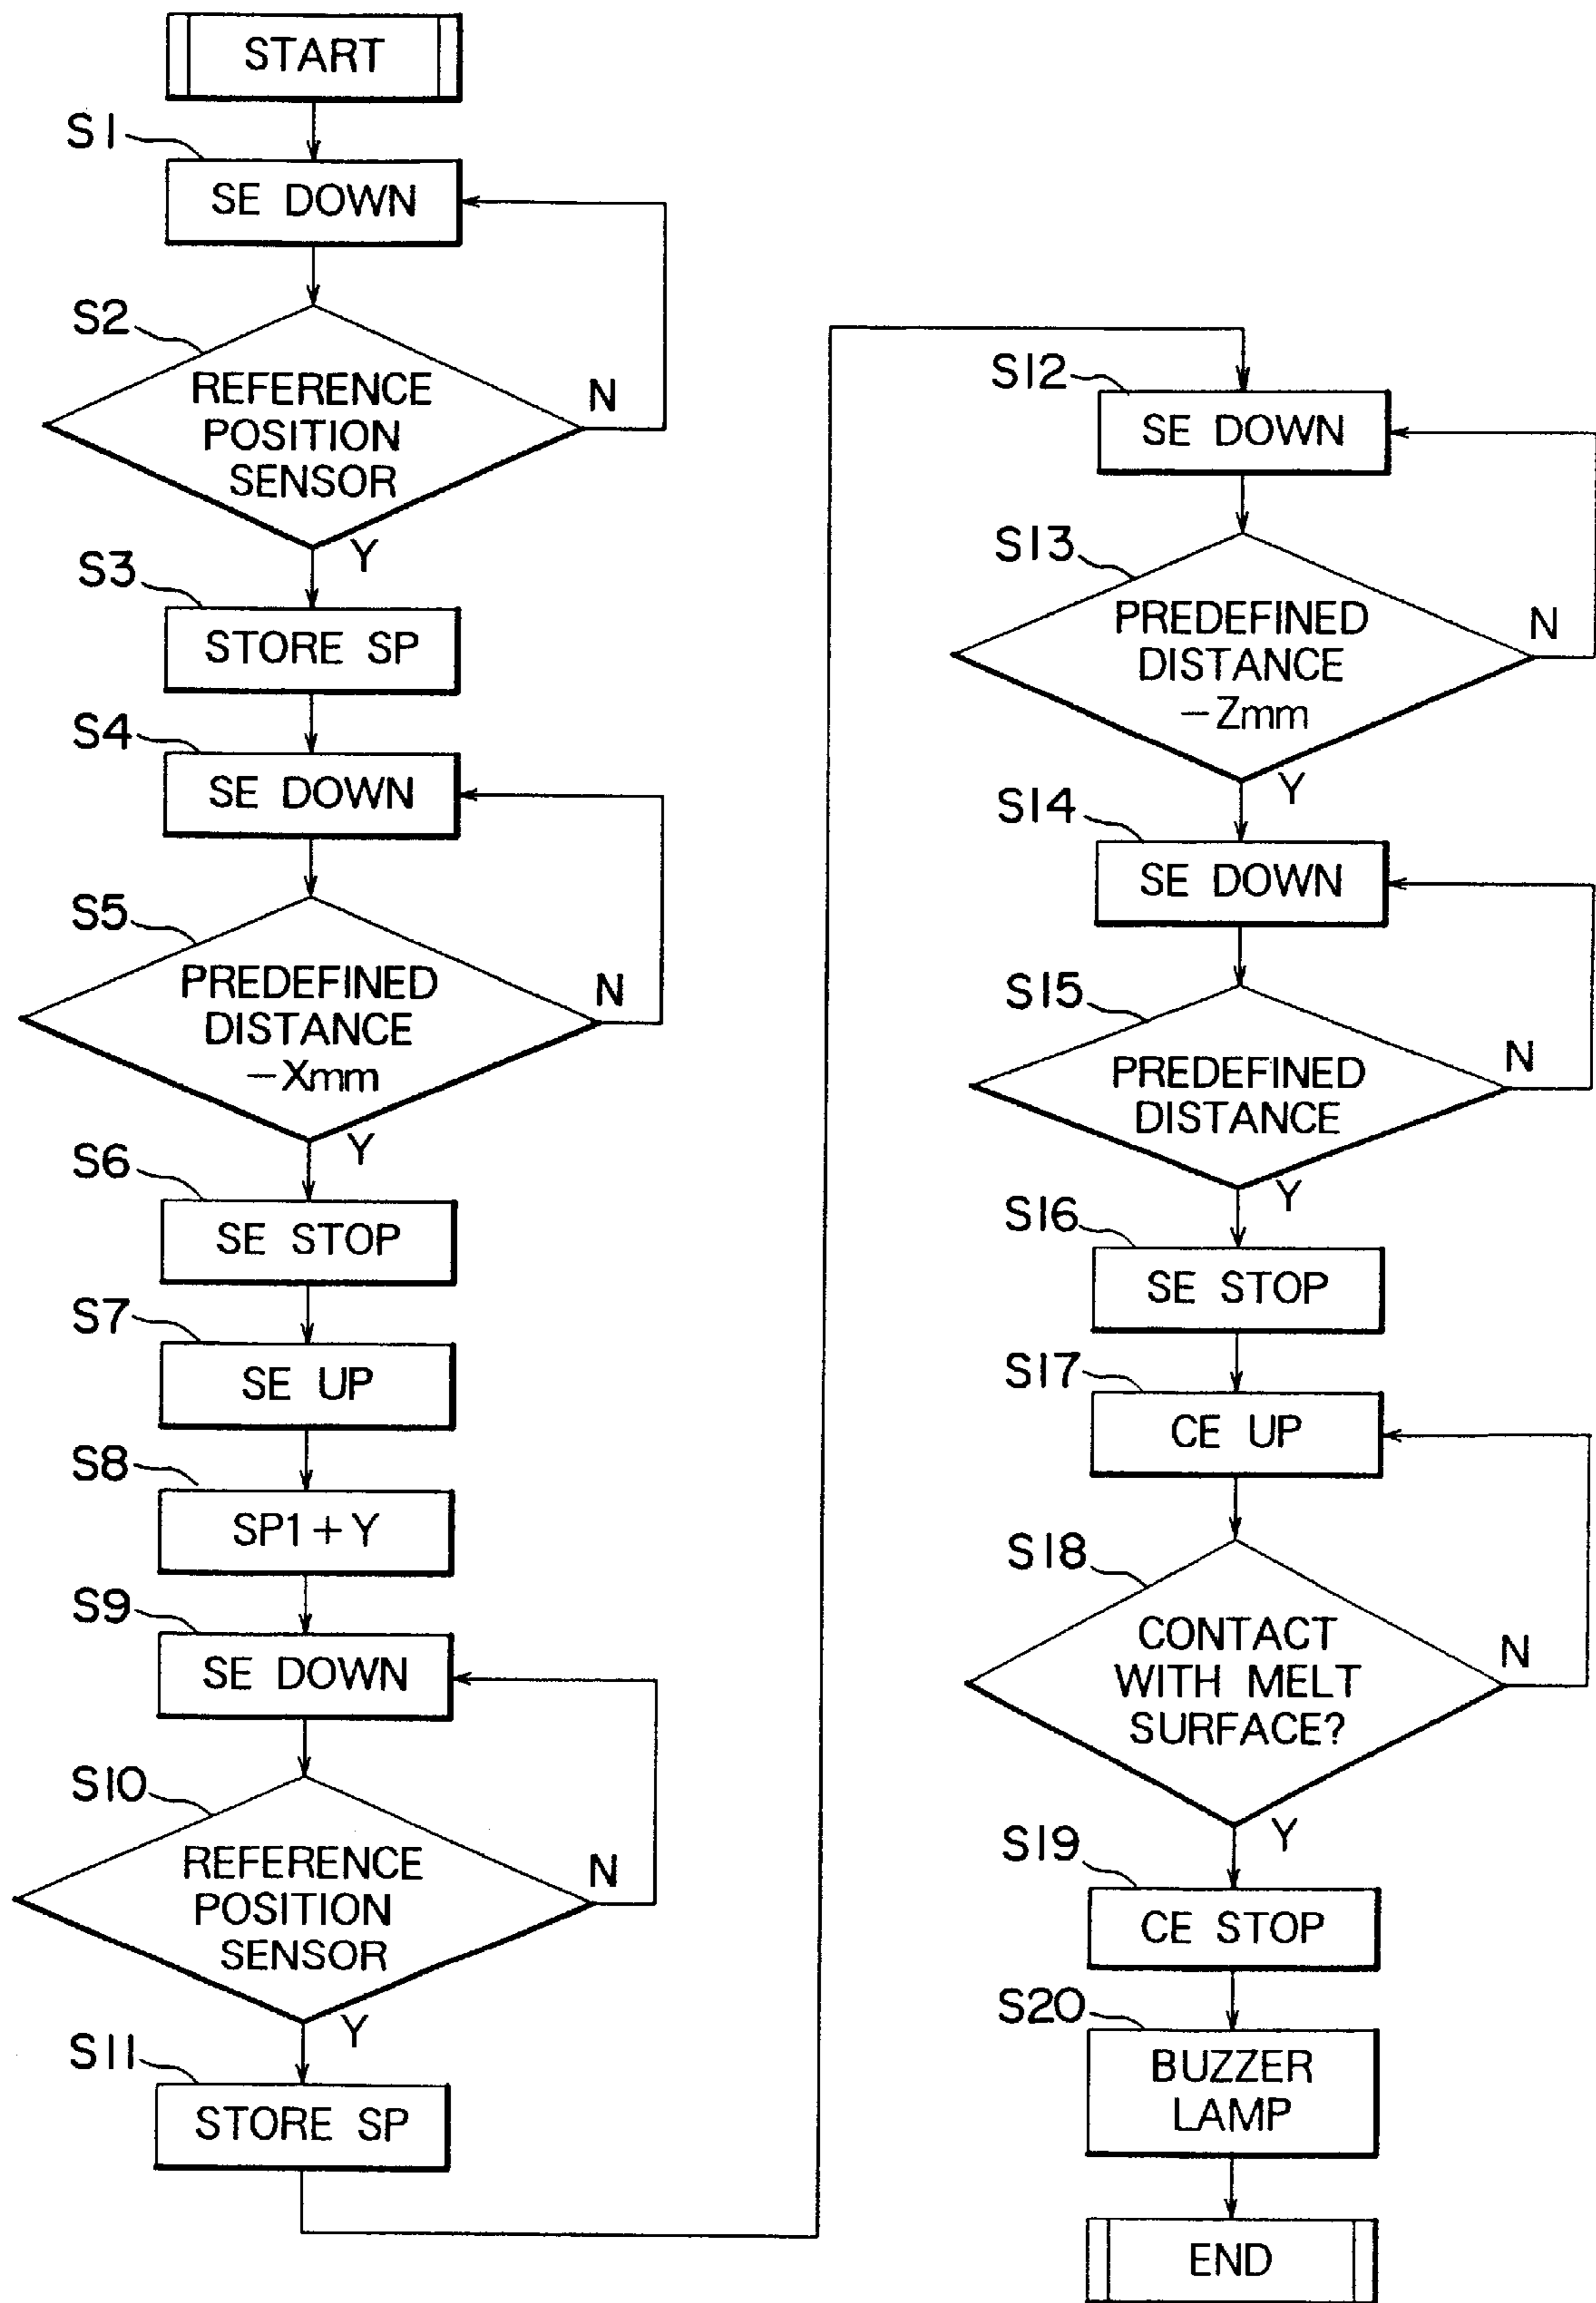 START
S1
SE DOWN
S2
REFERENCE
POSITION
SENSOR
N
Y
S3
STORE SP
S4
SE DOWN
S5
PREDEFINED
DISTANCE
−Xmm
N
Y
S6
SE STOP
S7
SE UP
S8
SP1+Y
S9
SE DOWN
S10
REFERENCE
POSITION
SENSOR
N
Y
S11
STORE SP
S12
SE DOWN
S13
PREDEFINED
DISTANCE
−Zmm
N
Y
S14
SE DOWN
S15
PREDEFINED
DISTANCE
N
Y
S16
SE STOP
S17
CE UP
S18
CONTACT
WITH MELT
SURFACE?
N
Y
S19
CE STOP
S20
BUZZER
LAMP
END